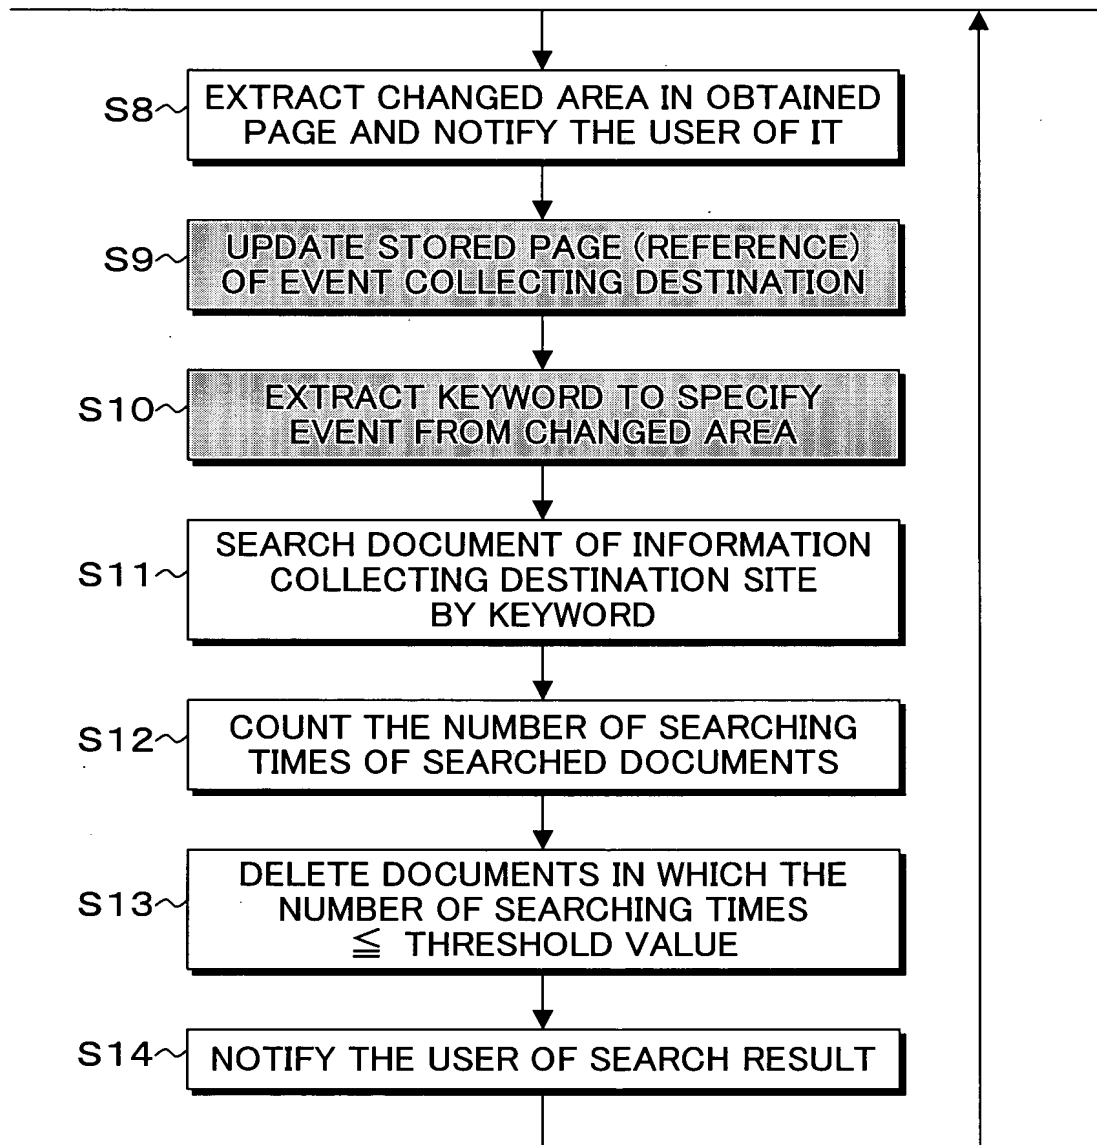 S8
EXTRACT CHANGED AREA IN OBTAINED
PAGE AND NOTIFY THE USER OF IT
S9
UPDATE STORED PAGE (REFERENCE)
OF EVENT COLLECTING DESTINATION
S10
EXTRACT KEYWORD TO SPECIFY
EVENT FROM CHANGED AREA
S11
SEARCH DOCUMENT OF INFORMATION
COLLECTING DESTINATION SITE
BY KEYWORD
S12
COUNT THE NUMBER OF SEARCHING
TIMES OF SEARCHED DOCUMENTS
S13
DELETE DOCUMENTS IN WHICH THE
NUMBER OF SEARCHING TIMES
≦ THRESHOLD VALUE
S14
NOTIFY THE USER OF SEARCH RESULT